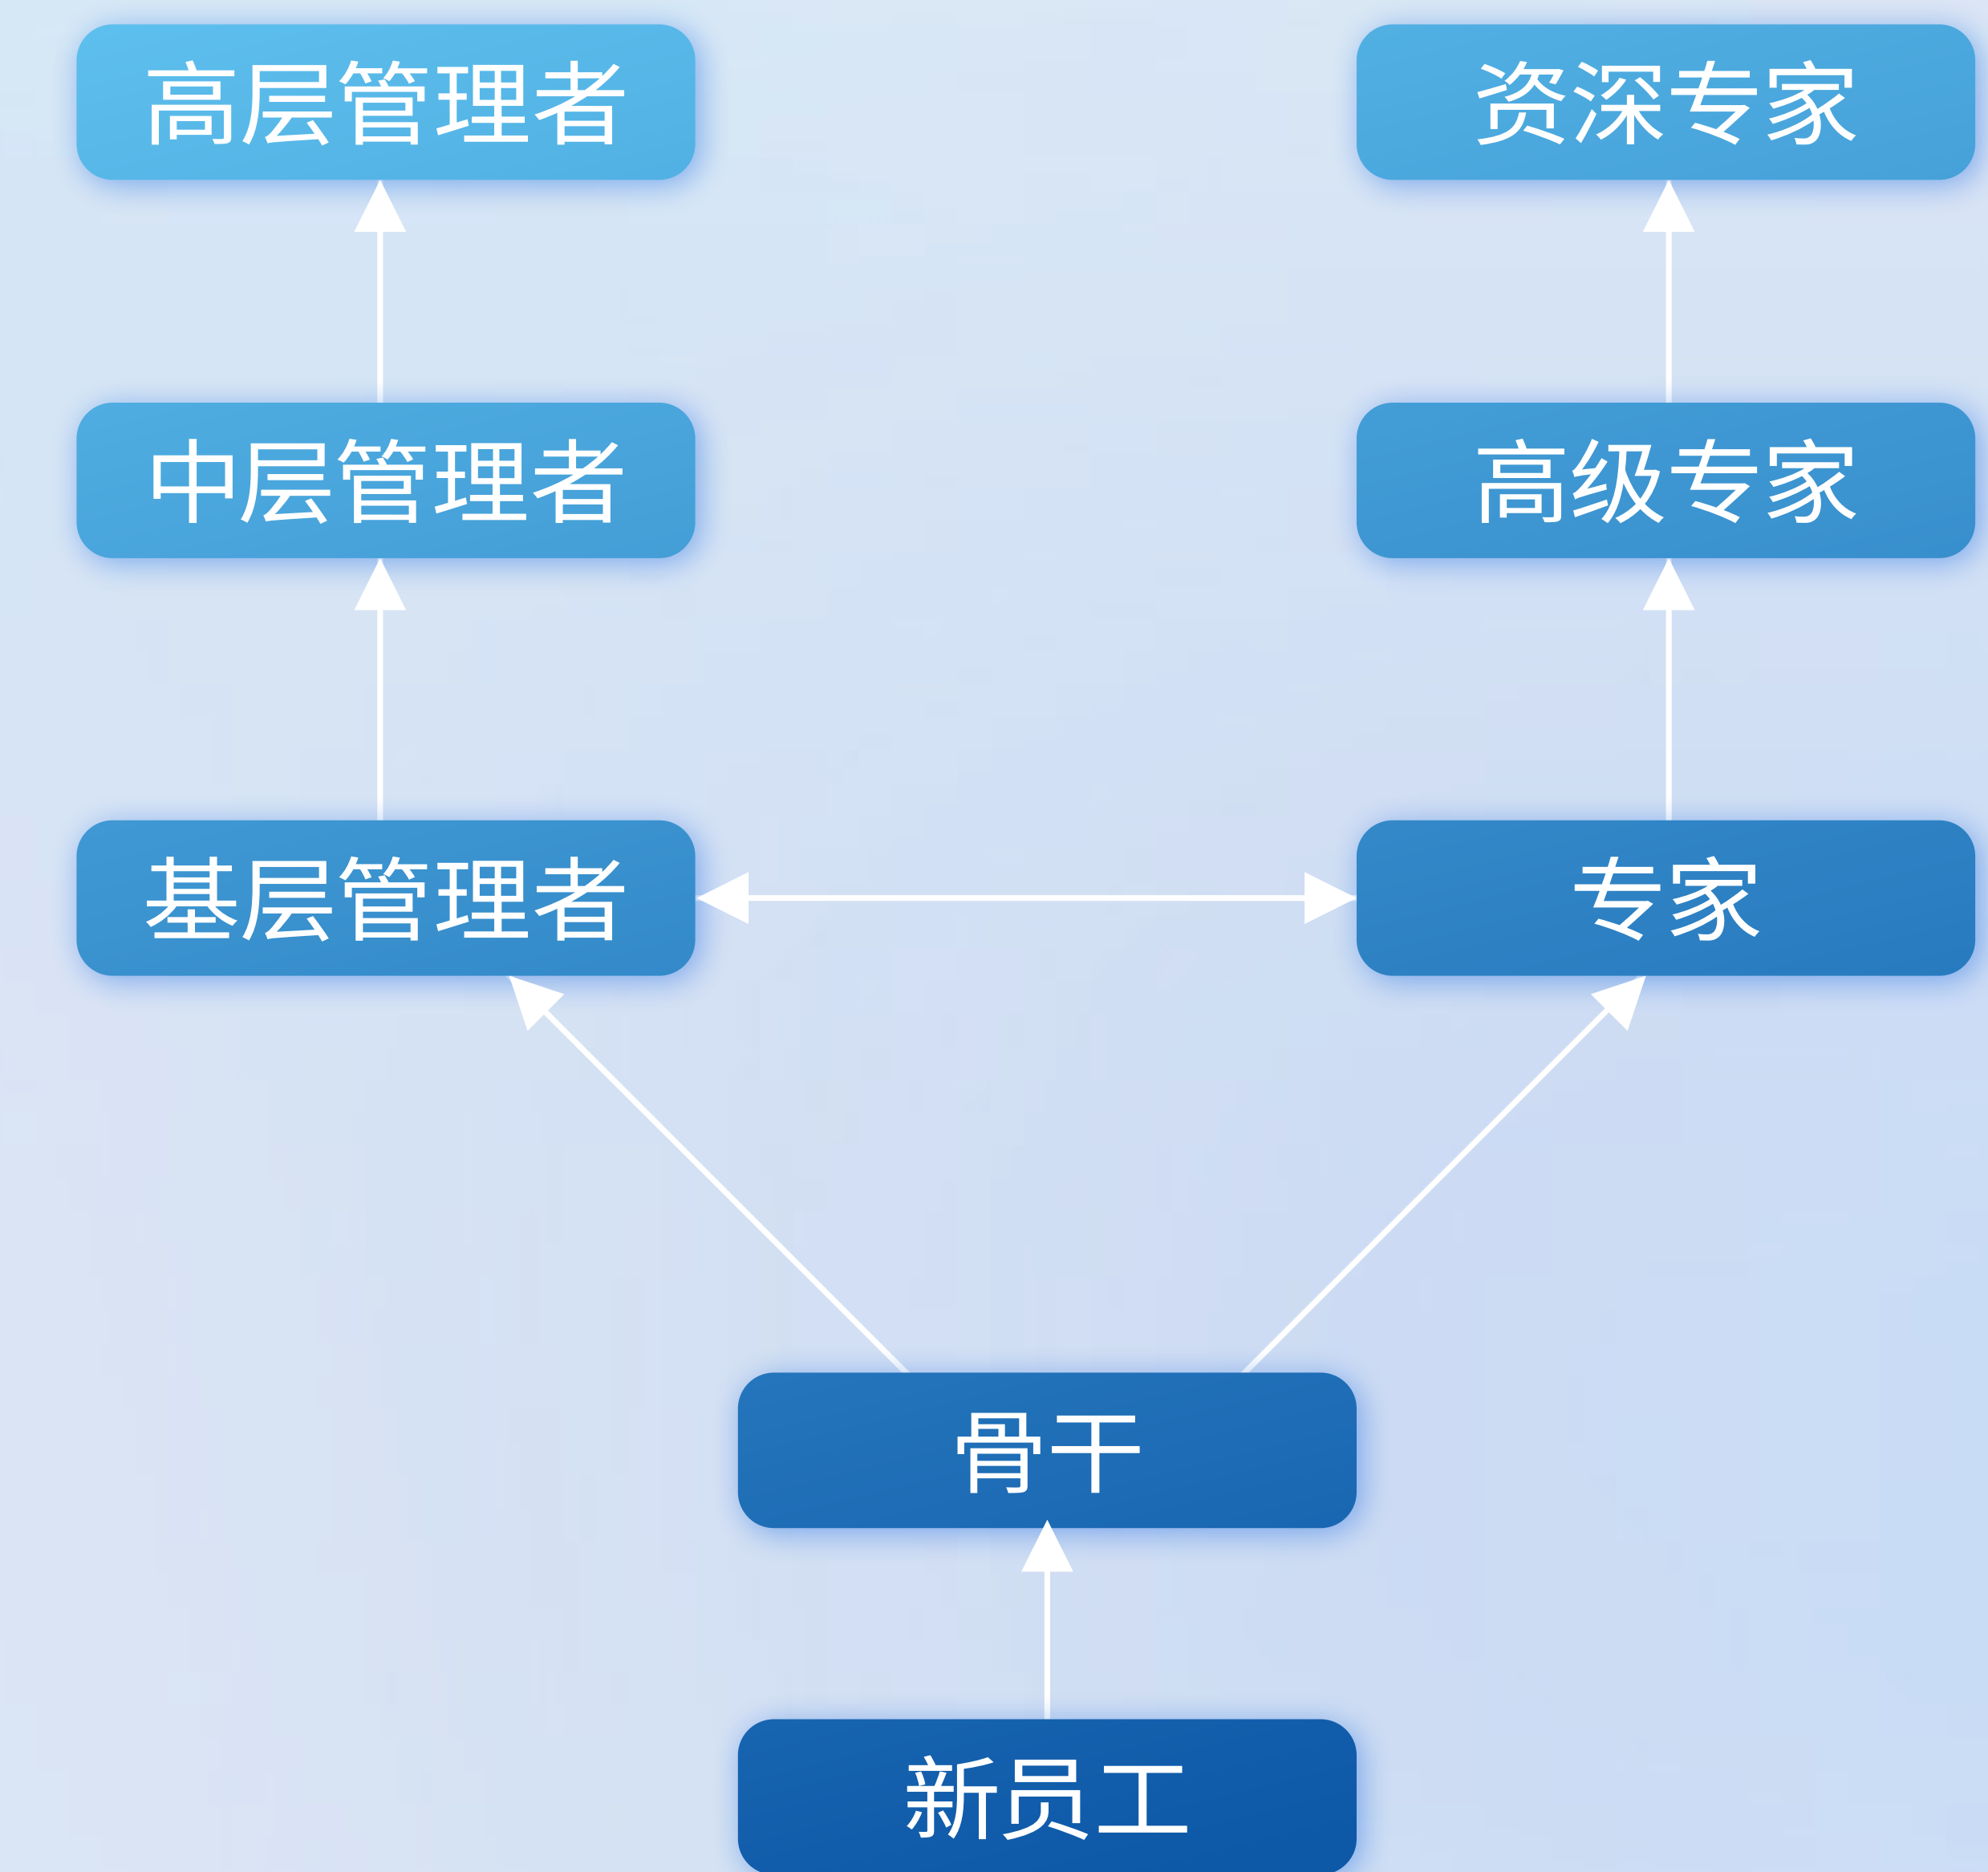 高层管理者
资深专家
中层管理者
高级专家
基层管理者
专家
骨干
新员工